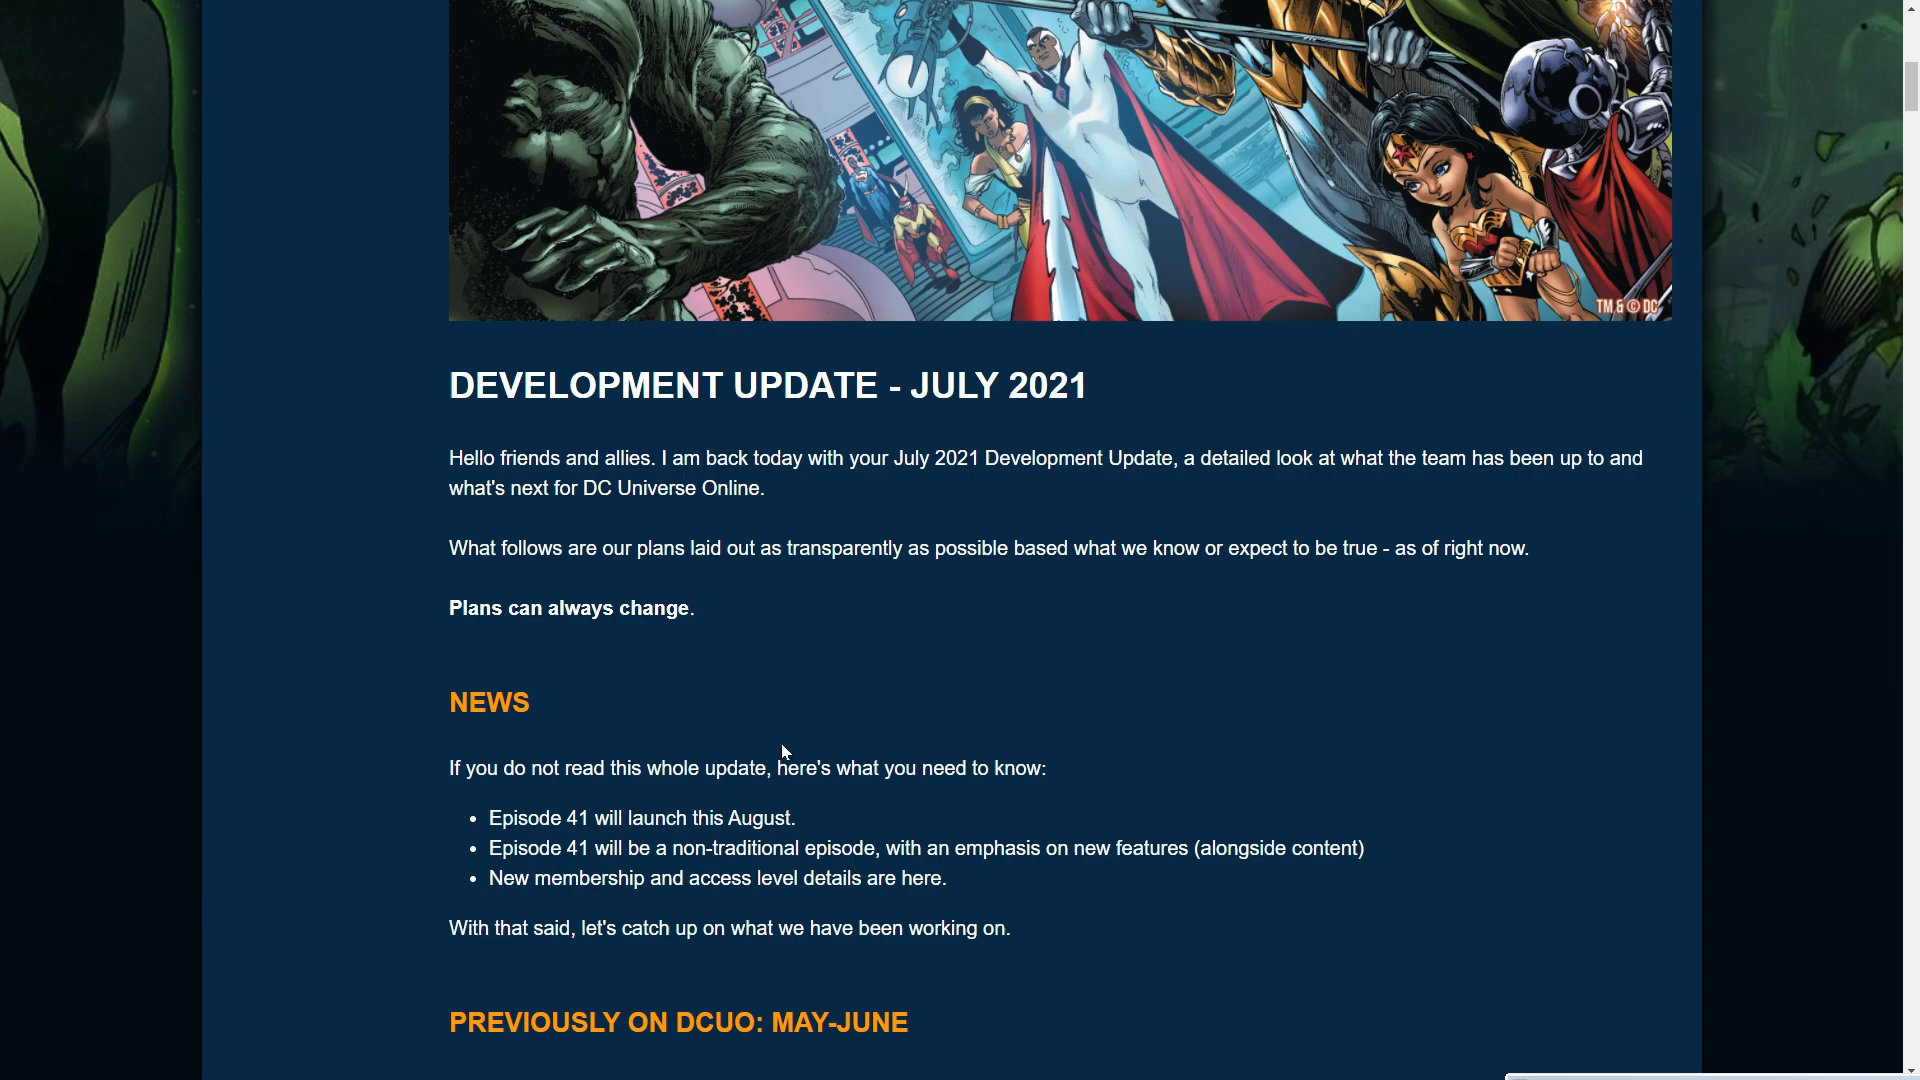 TM & © DC
DEVELOPMENT UPDATE - JULY 2021
Hello friends and allies. I am back today with your July 2021 Development Update, a detailed look at what the team has been up to and
what's next for DC Universe Online.
What follows are our plans laid out as transparently as possible based what we know or expect to be true - as of right now.
Plans can always change.
NEWS
If you do not read this whole update, here's what you need to know:
• Episode 41 will launch this August.
• Episode 41 will be a non-traditional episode, with an emphasis on new features (alongside content)
• New membership and access level details are here.
With that said, let's catch up on what we have been working on.
PREVIOUSLY ON DCUO: MAY-JUNE